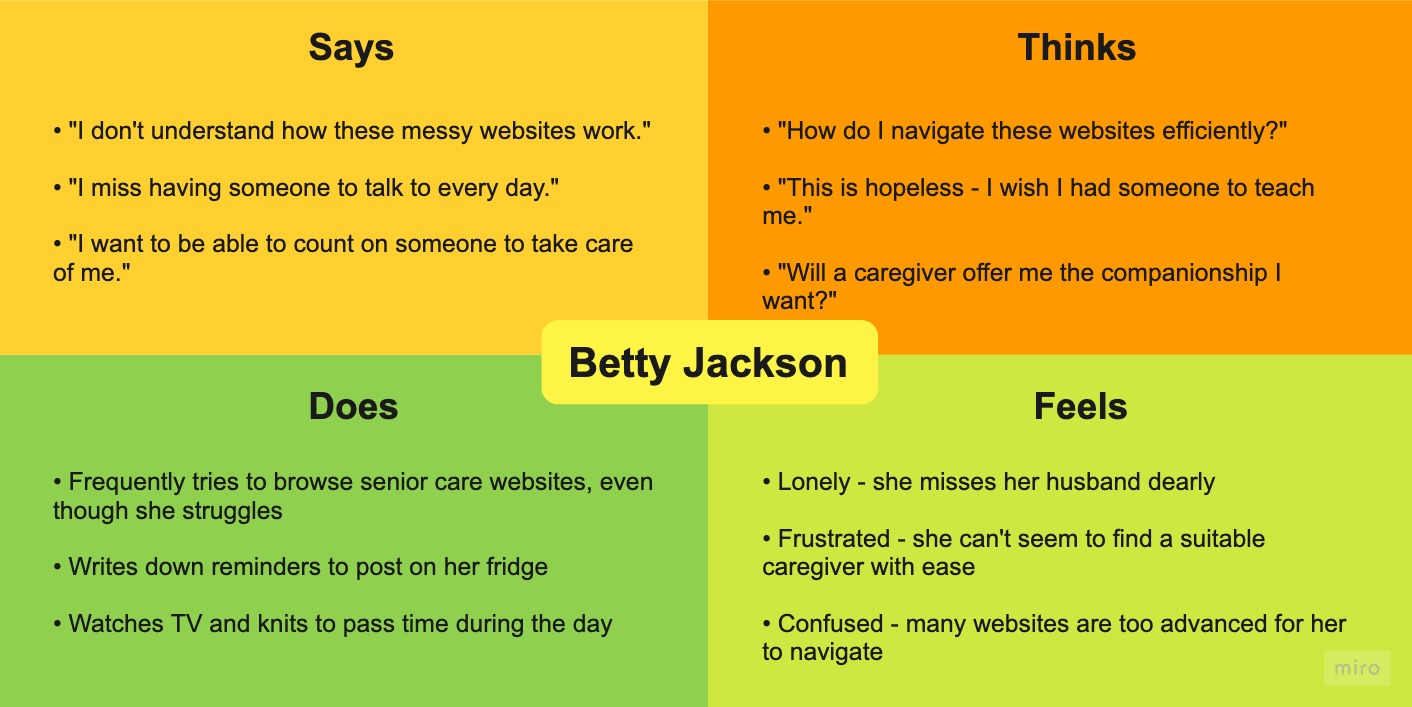 Says
• "I don't understand how these messy websites work."
• "I miss having someone to talk to every day."
• "I want to be able to count on someone to take care
of me."
Thinks
• "How do I navigate these websites efficiently?"
• "This is hopeless - I wish I had someone to teach
me."
• "Will a caregiver offer me the companionship I
want?"
Betty Jackson
Does
• Frequently tries to browse senior care websites, even
though she struggles
• Writes down reminders to post on her fridge
• Watches TV and knits to pass time during the day
Feels
• Lonely - she misses her husband dearly
• Frustrated - she can't seem to find a suitable
caregiver with ease
• Confused - many websites are too advanced for her
to navigate
miro